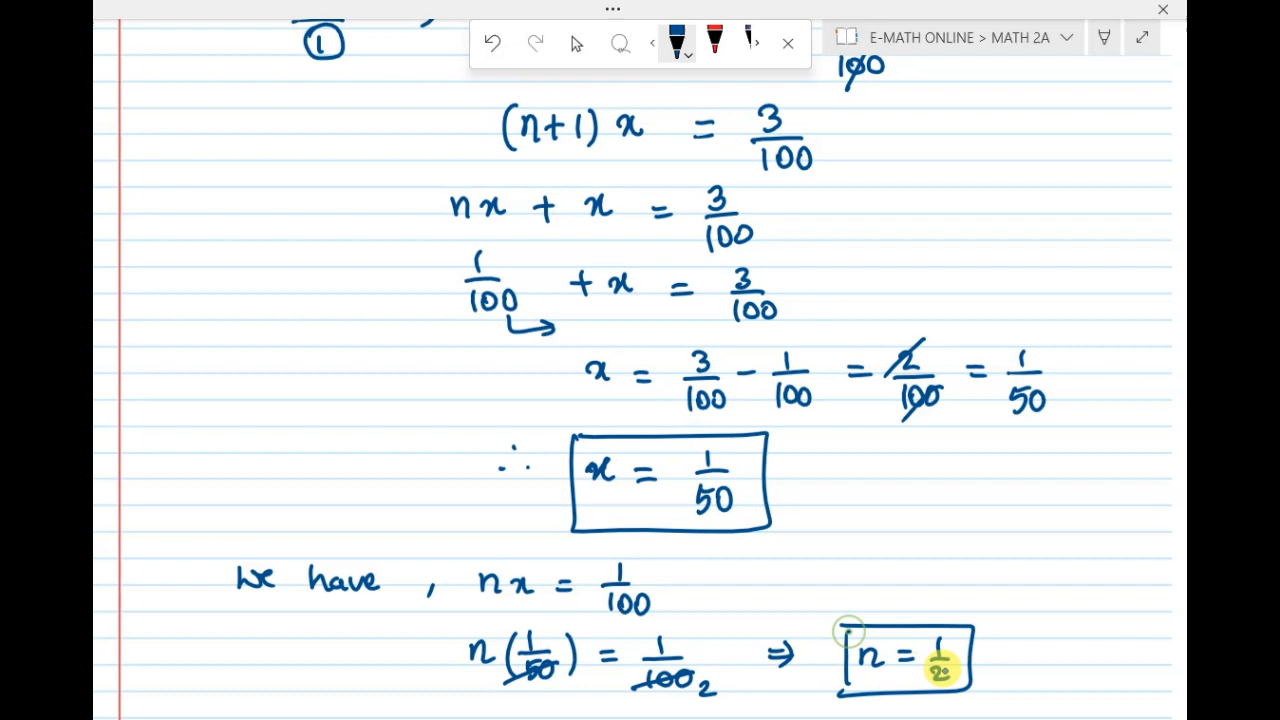 E-MATH ONLINE > MATH 2A
1
100
(n+1) x = 3/100
nx + x = 3/100
1/100 + x = 3/100
x = 3/100 - 1/100 = 2/100 = 1/50
∴ x = 1/50
We have, nx = 1/100
n(1/50) = 1/100 2 ⇒ n = 1/2